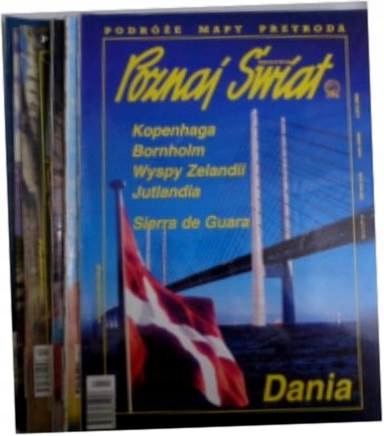 PODRÓŻE MAPY PRZYRODA
Poznaj Świat
Kopenhaga
Bornholm
Wyspy Zelandii
Jutlandia
Sierra de Guara
Dania